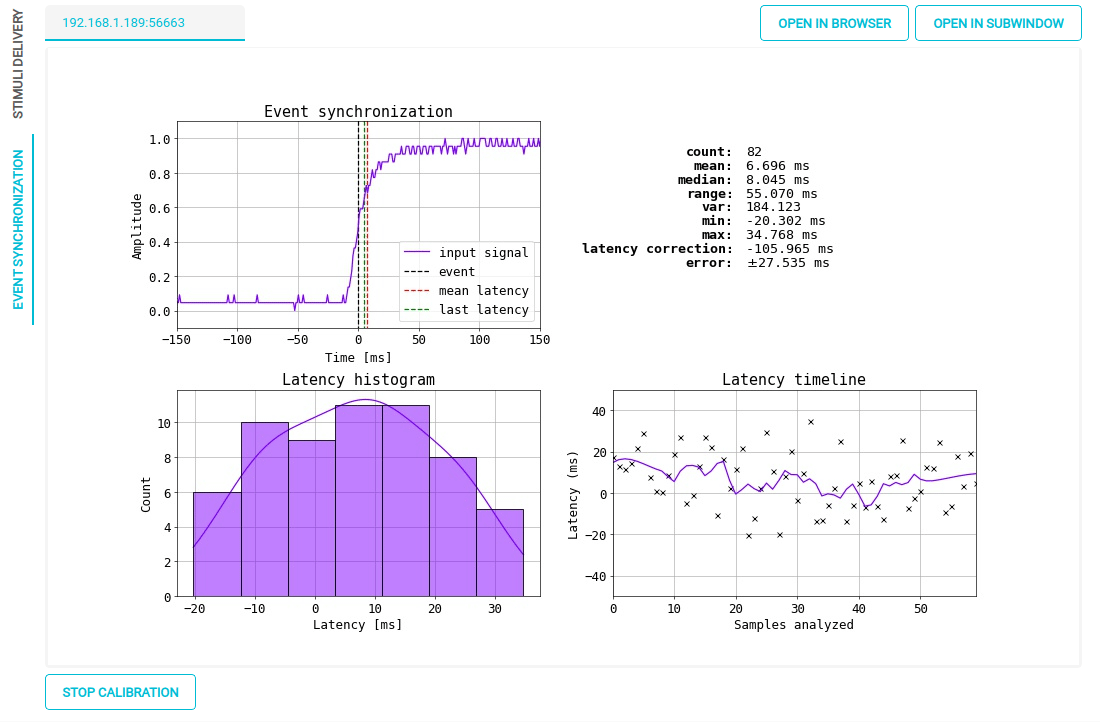 STIMULI DELIVERY
EVENT SYNCHRONIZATION
192.168.1.189:56663
OPEN IN BROWSER
OPEN IN SUBWINDOW
Event synchronization
Amplitude
1.0
0.8
0.6
0.4
0.2
0.0
input signal
event
mean latency
last latency
−150 −100 −50 0 50 100 150
Time [ms]
count: 82
mean: 6.696 ms
median: 8.045 ms
range: 55.070 ms
var: 184.123
min: -20.302 ms
max: 34.768 ms
latency correction: -105.965 ms
error: ±27.535 ms
Latency histogram
Count
10
8
6
4
2
0
−20 −10 0 10 20 30
Latency [ms]
Latency timeline
Latency (ms)
40
20
0
−20
−40
0 10 20 30 40 50
Samples analyzed
STOP CALIBRATION